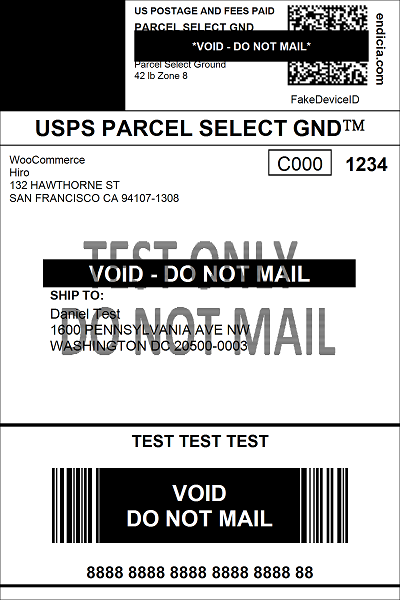 US POSTAGE AND FEES PAID
PARCEL SELECT GND
*VOID - DO NOT MAIL*
Parcel Select Ground
42 lb Zone 8
endicia.com
FakeDeviceID
USPS PARCEL SELECT GND™
WooCommerce
Hiro
132 HAWTHORNE ST
SAN FRANCISCO CA 94107-1308
C000 1234
TEST ONLY
VOID - DO NOT MAIL
DO NOT MAIL
SHIP TO:
Daniel Test
1600 PENNSYLVANIA AVE NW
WASHINGTON DC 20500-0003
TEST TEST TEST
VOID
DO NOT MAIL
8888 8888 8888 8888 8888 88